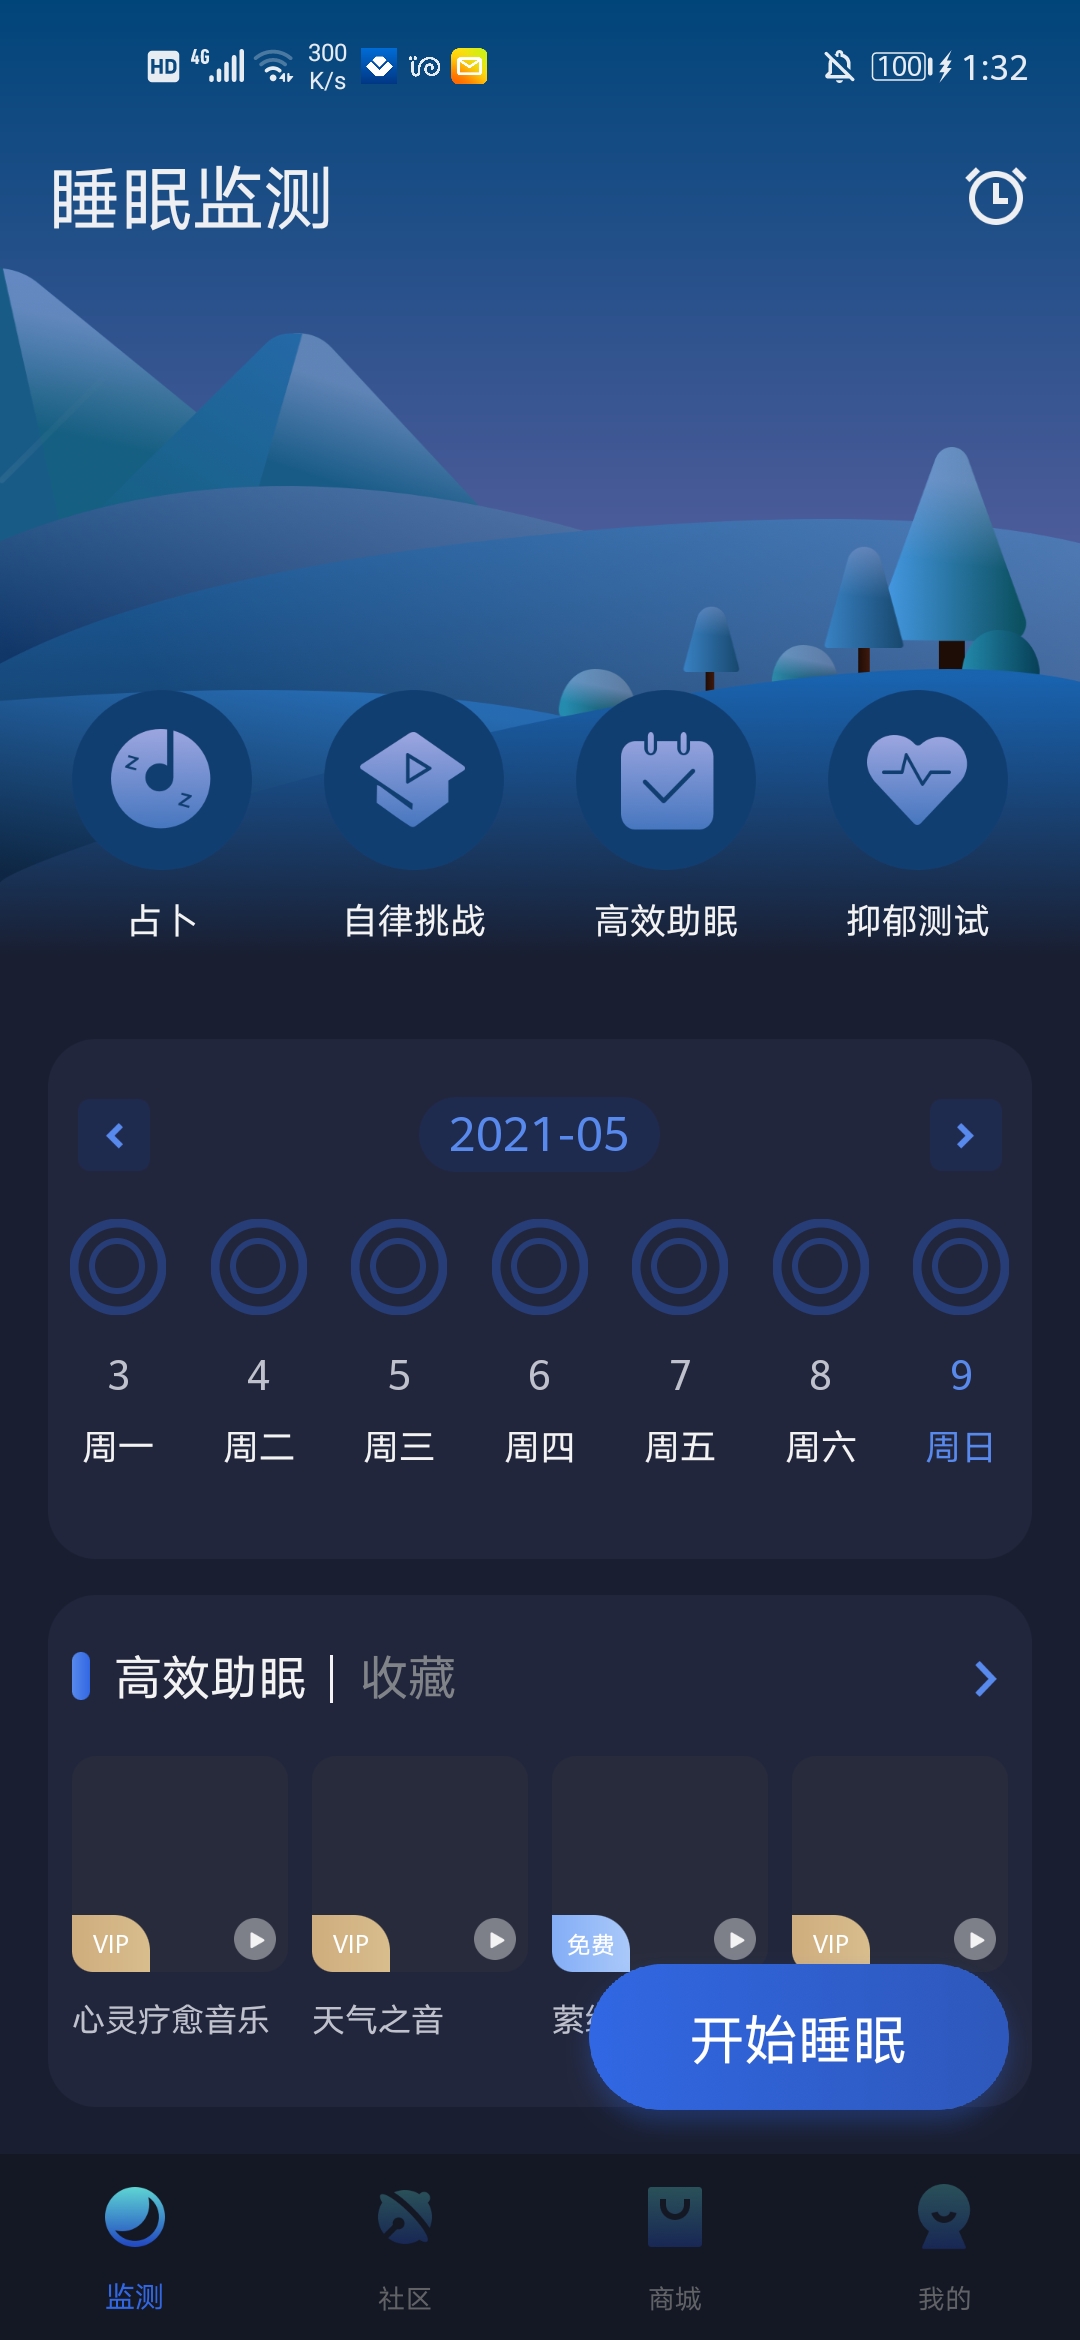 HD 4G 300 K/s 100 1:32
睡眠监测
占卜 自律挑战 高效助眠 抑郁测试
2021-05
3 4 5 6 7 8 9
周一 周二 周三 周四 周五 周六 周日
高效助眠 | 收藏
VIP VIP 免费 VIP
心灵疗愈音乐 天气之音 萦
开始睡眠
监测 社区 商城 我的